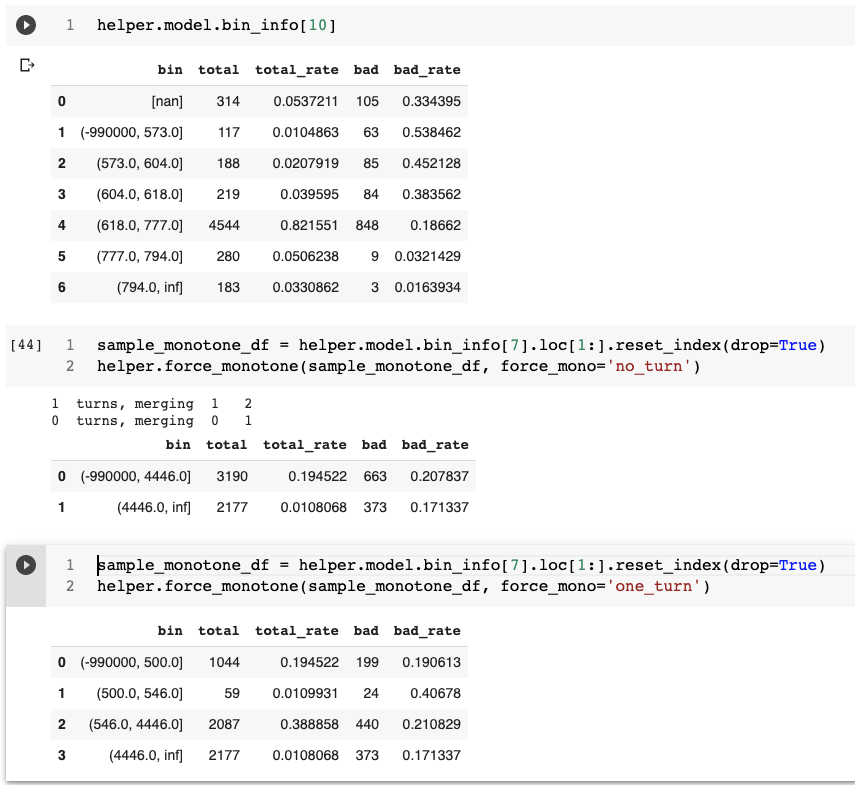 1 helper.model.bin_info[10]
bin total total_rate bad bad_rate
0 [nan] 314 0.0537211 105 0.334395
1 (-990000, 573.0] 117 0.0104863 63 0.538462
2 (573.0, 604.0] 188 0.0207919 85 0.452128
3 (604.0, 618.0] 219 0.039595 84 0.383562
4 (618.0, 777.0] 4544 0.821551 848 0.18662
5 (777.0, 794.0] 280 0.0506238 9 0.0321429
6 (794.0, inf] 183 0.0330862 3 0.0163934
[44] 1 sample_monotone_df = helper.model.bin_info[7].loc[1:].reset_index(drop=True)
2 helper.force_monotone(sample_monotone_df, force_mono='no_turn')
1 turns, merging 1 2
0 turns, merging 0 1
bin total total_rate bad bad_rate
0 (-990000, 4446.0] 3190 0.194522 663 0.207837
1 (4446.0, inf] 2177 0.0108068 373 0.171337
1 sample_monotone_df = helper.model.bin_info[7].loc[1:].reset_index(drop=True)
2 helper.force_monotone(sample_monotone_df, force_mono='one_turn')
bin total total_rate bad bad_rate
0 (-990000, 500.0] 1044 0.194522 199 0.190613
1 (500.0, 546.0] 59 0.0109931 24 0.40678
2 (546.0, 4446.0] 2087 0.388858 440 0.210829
3 (4446.0, inf] 2177 0.0108068 373 0.171337